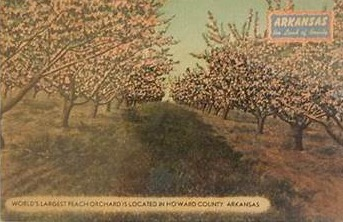 ARKANSAS
WORLD'S LARGEST PEACH ORCHARD IS LOCATED IN HOWARD COUNTY ARKANSAS